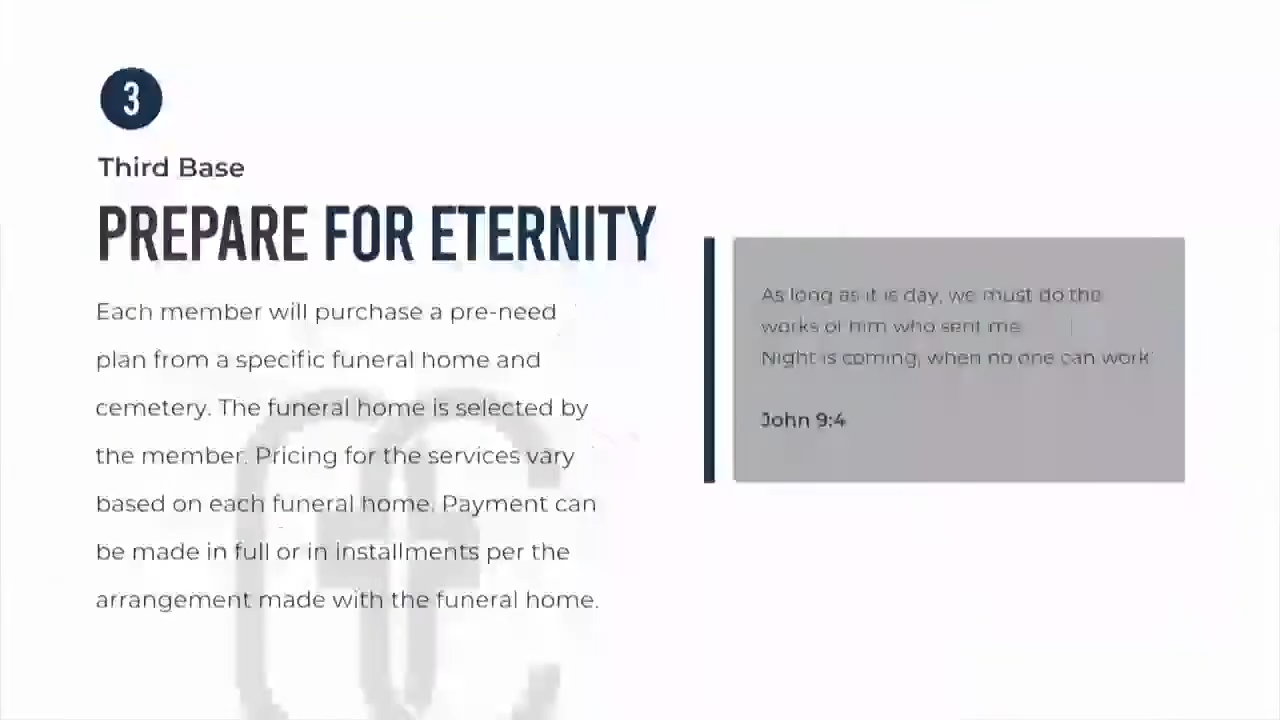 3
Third Base
PREPARE FOR ETERNITY
Each member will purchase a pre-need
plan from a specific funeral home and
cemetery. The funeral home is selected by
the member. Pricing for the services vary
based on each funeral home. Payment can
be made in full or in installments per the
arrangement made with the funeral home.
As long as it is day, we must do the
works of him who sent me.
Night is coming, when no one can work.
John 9:4